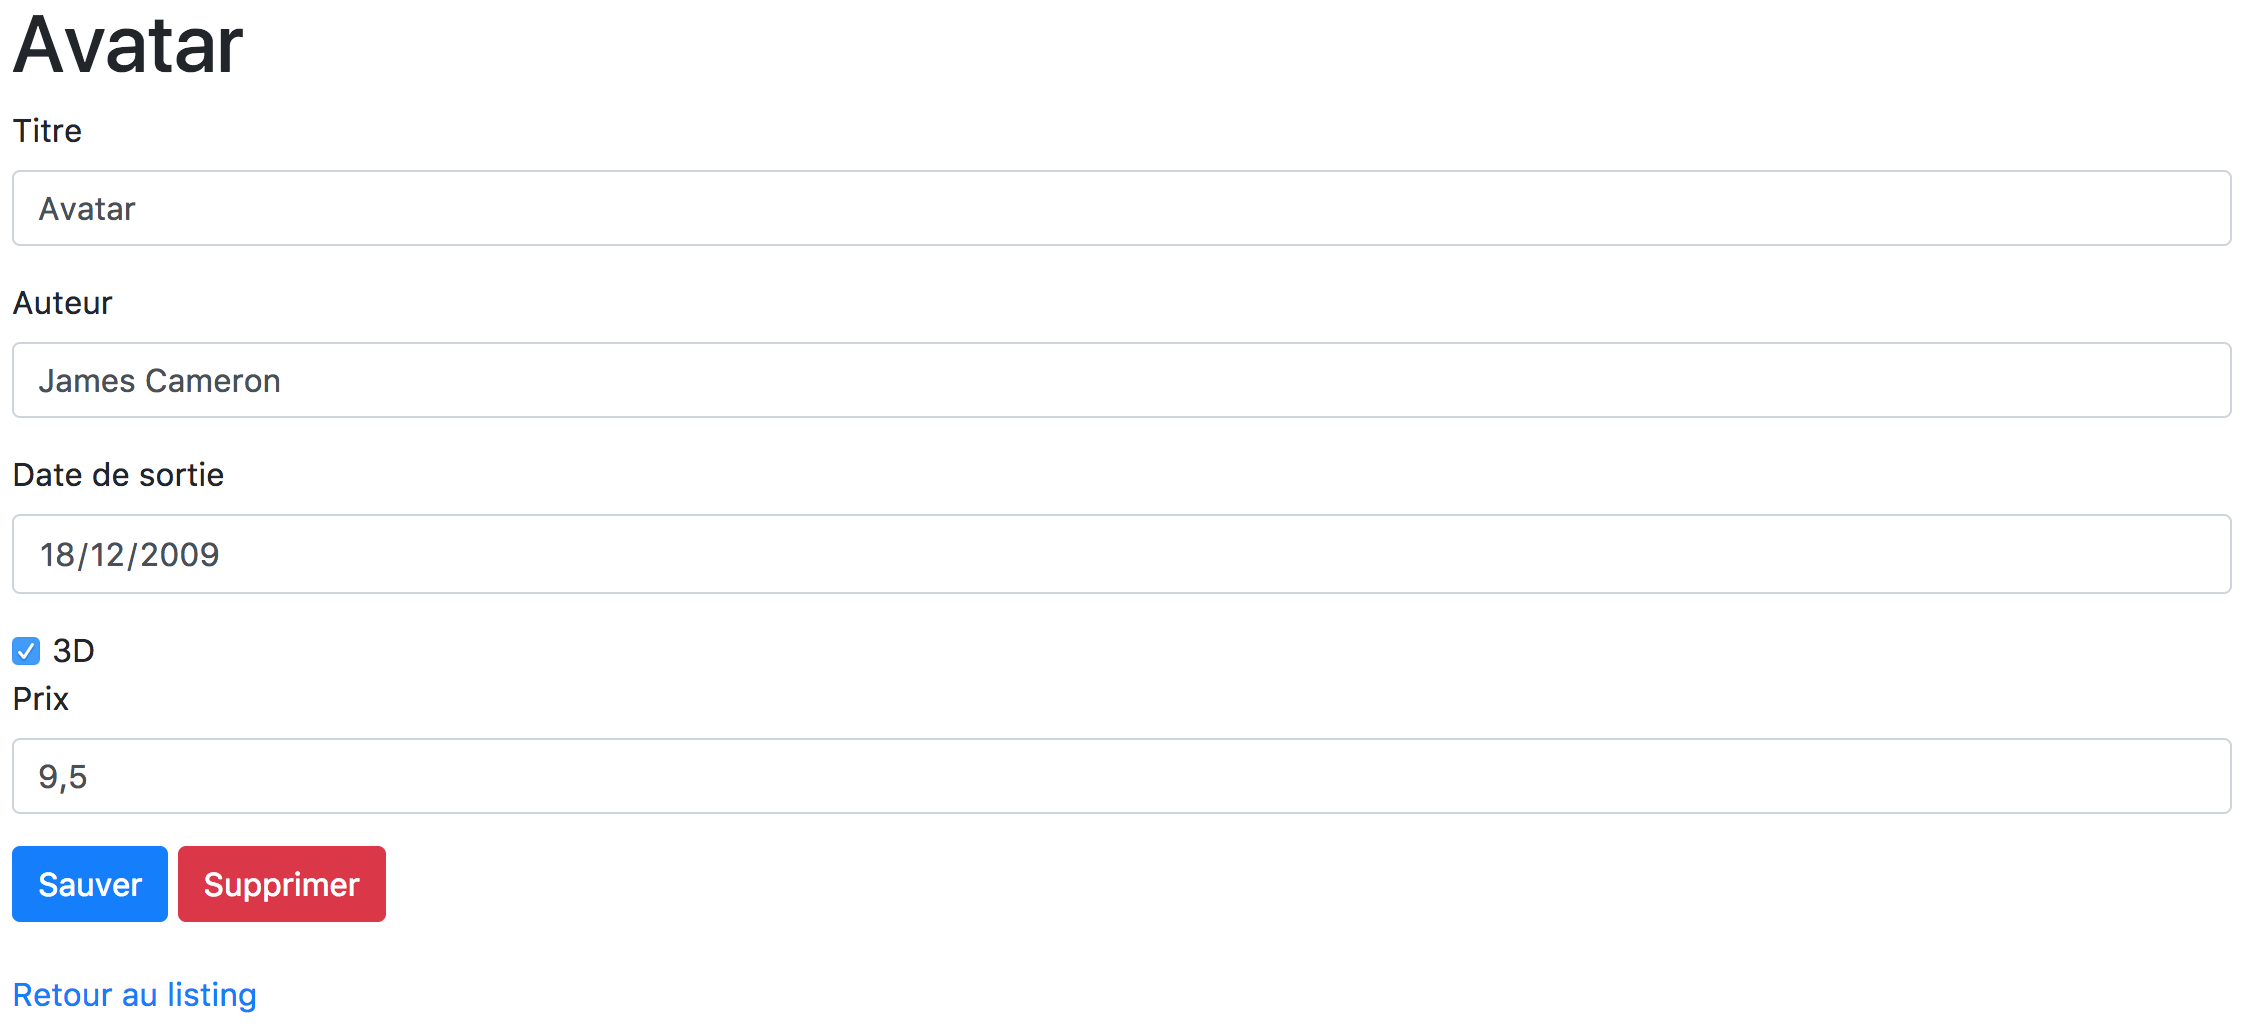 Avatar
Titre
Avatar
Auteur
James Cameron
Date de sortie
18/12/2009
3D
Prix
9,5
Sauver Supprimer
Retour au listing